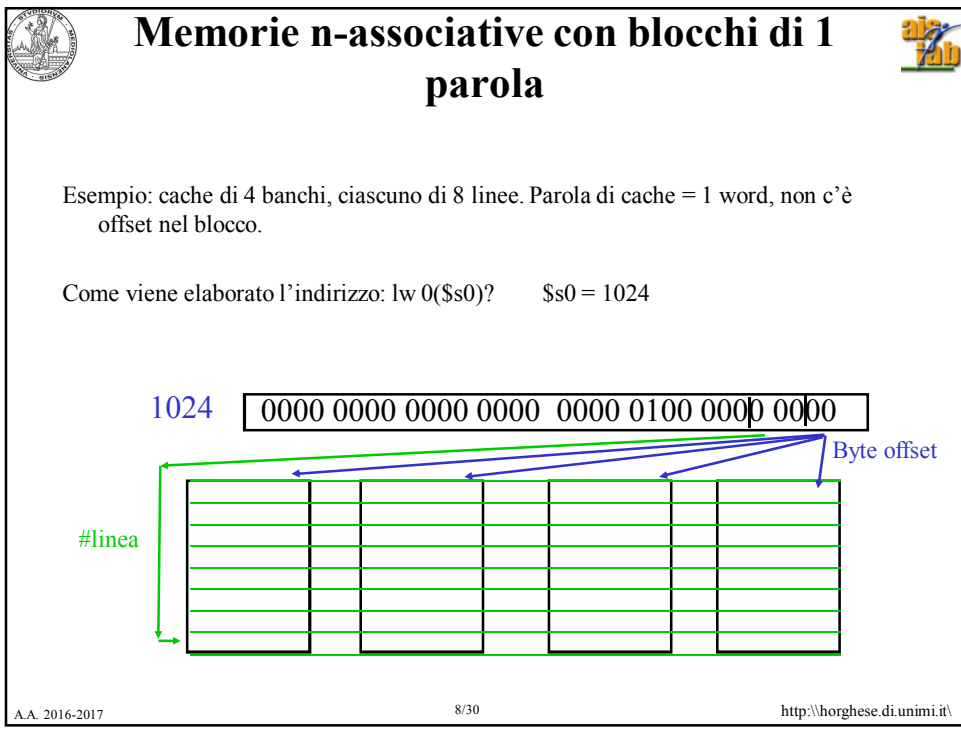 Memorie n-associative con blocchi di 1
parola
Esempio: cache di 4 banchi, ciascuno di 8 linee. Parola di cache = 1 word, non c’è
offset nel blocco.
Come viene elaborato l’indirizzo: lw 0($s0)? $s0 = 1024
1024 0000 0000 0000 0000 0000 0100 0000 0000
Byte offset
#linea
A.A. 2016-2017 8/30 http:\\horghese.di.unimi.it\